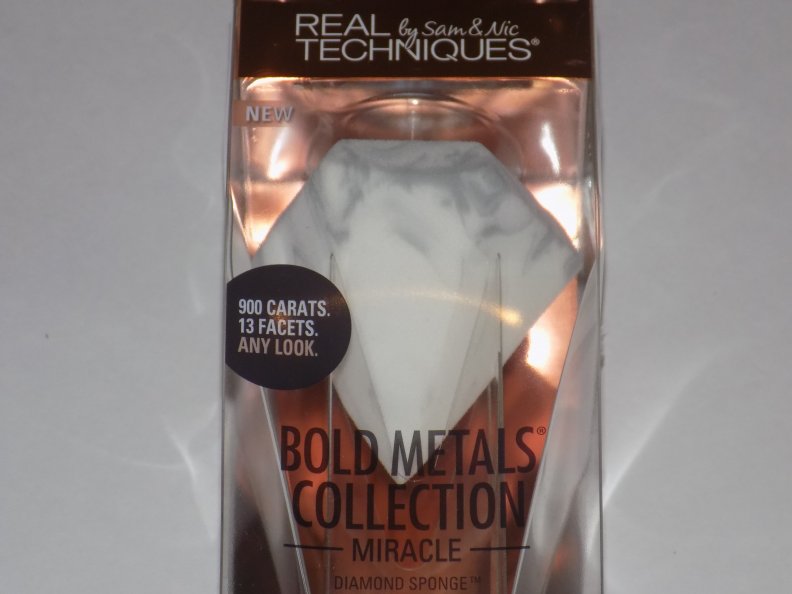 REAL by Sam & Nic
TECHNIQUES®
NEW
900 CARATS.
13 FACETS.
ANY LOOK.
BOLD METALS®
COLLECTION
MIRACLE
DIAMOND SPONGE™